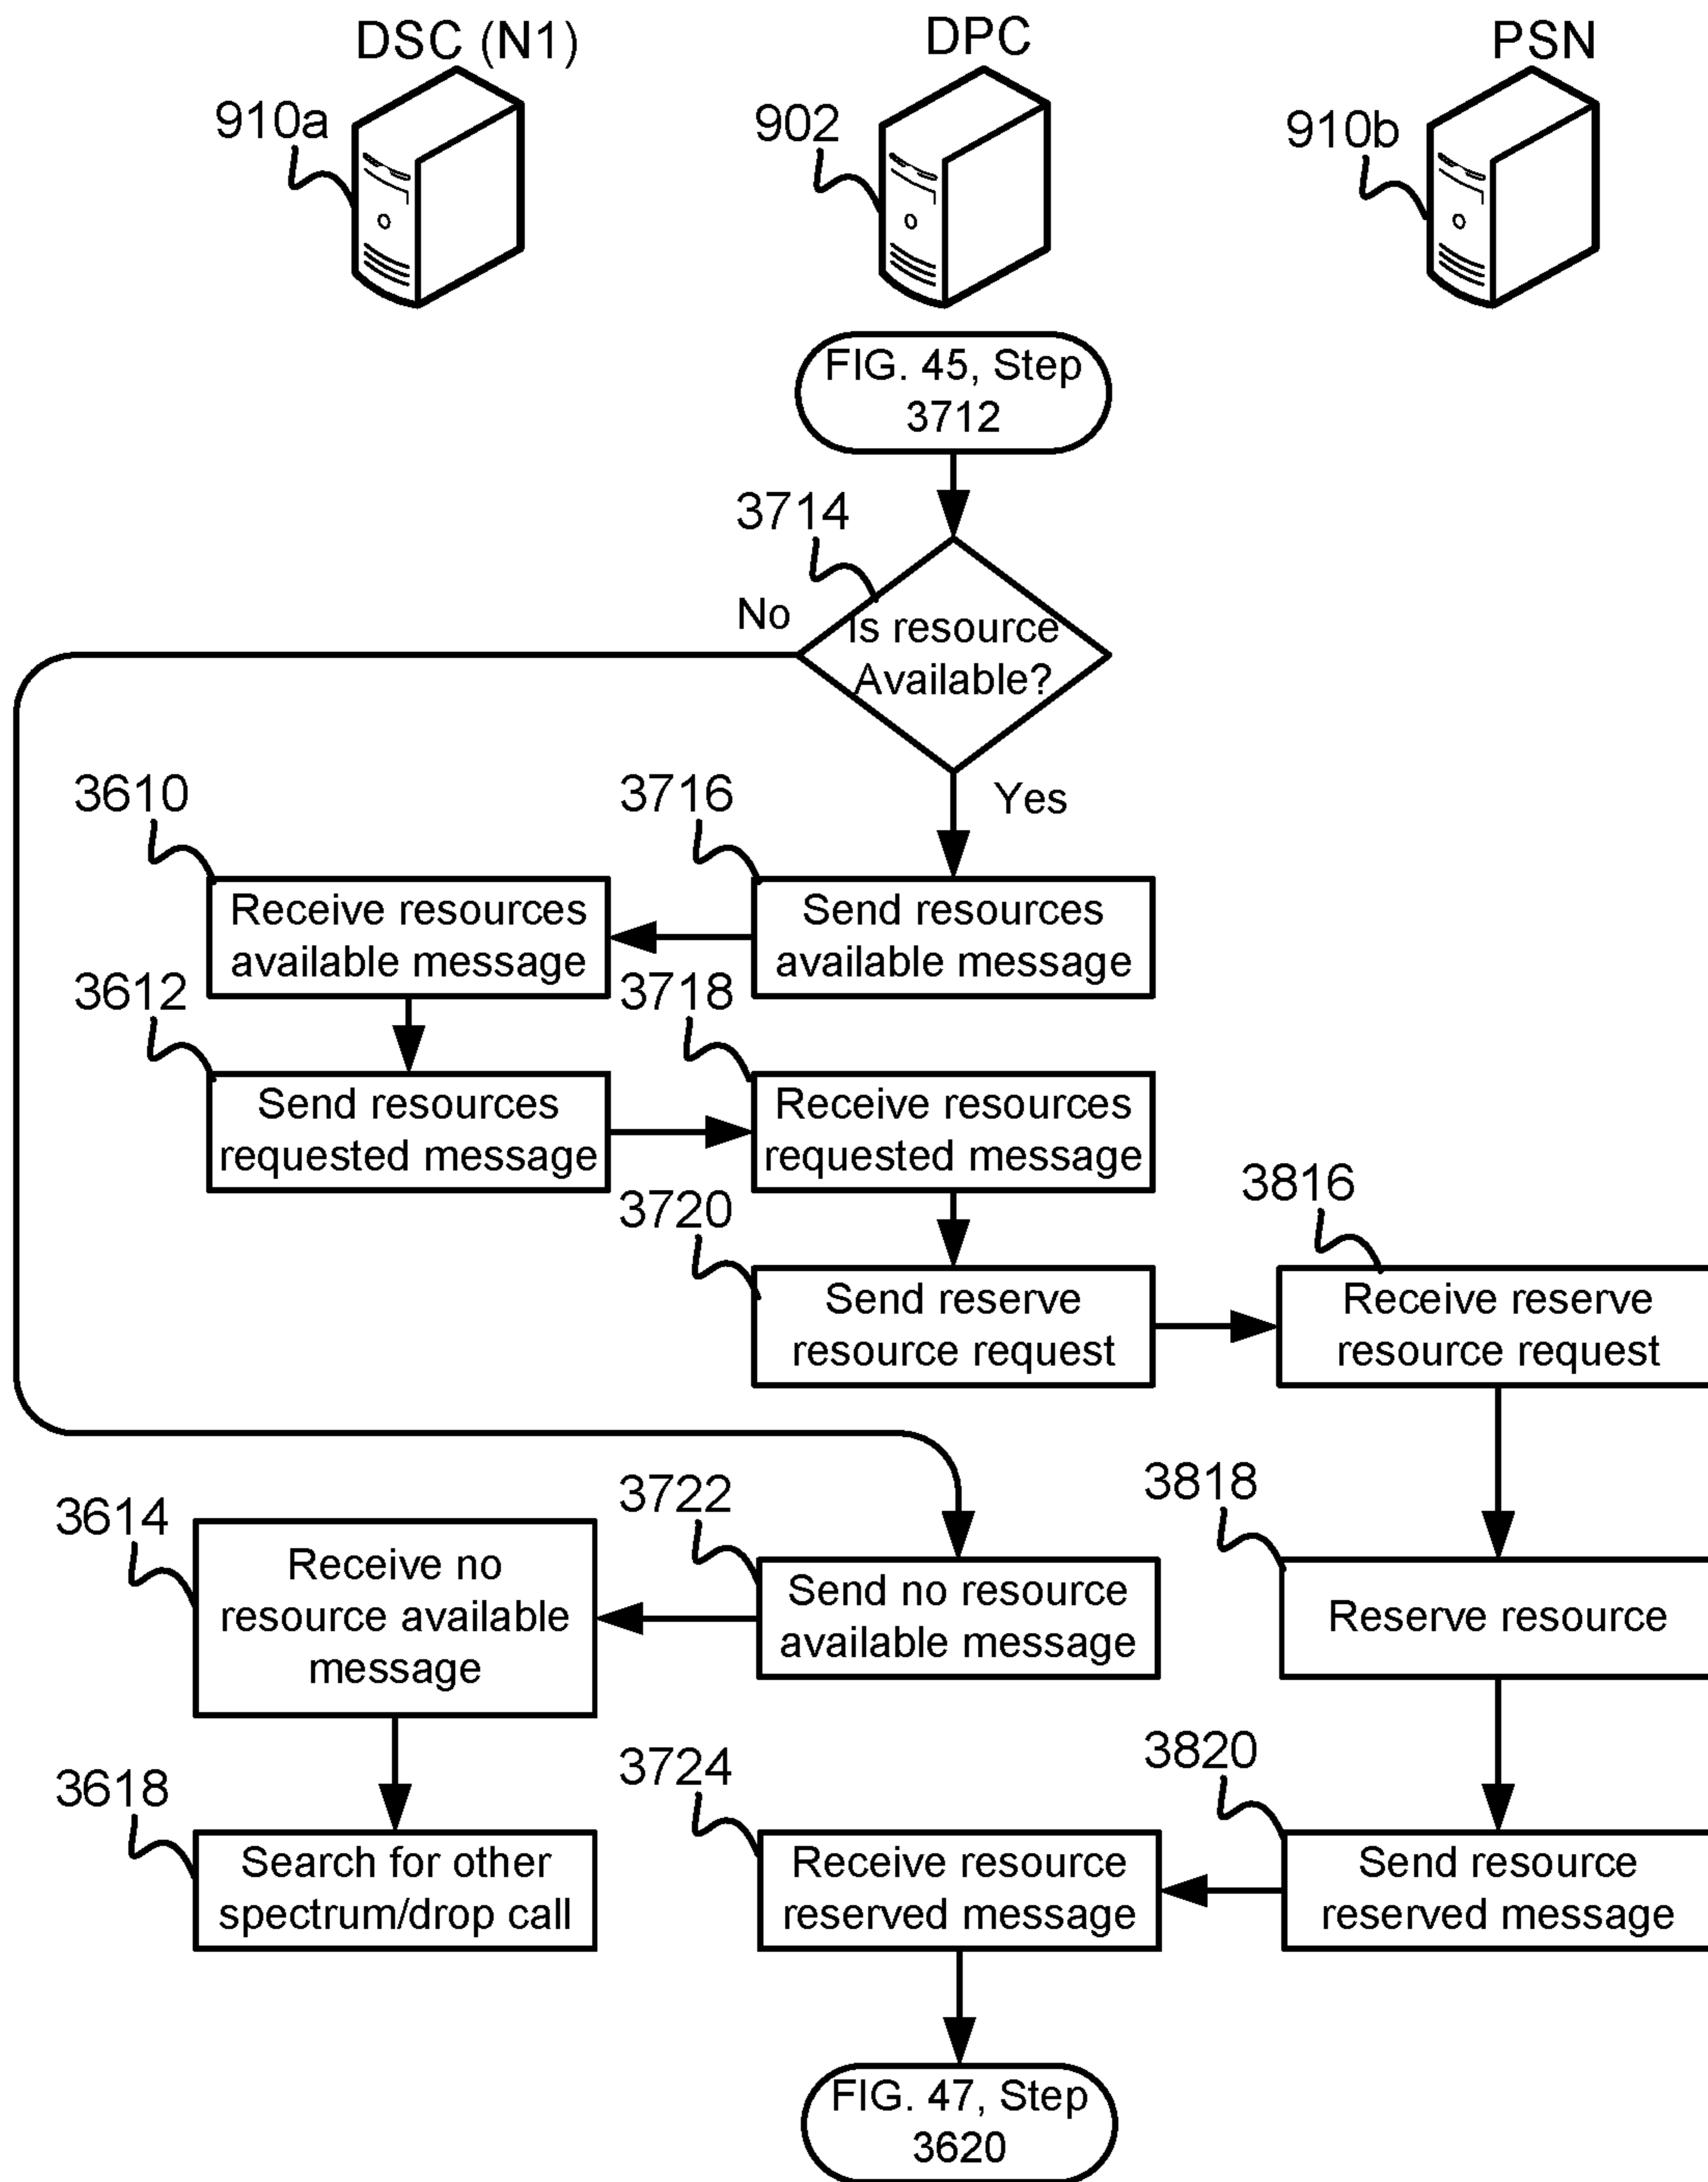 DSC (N1)
DPC
PSN
910a
902
910b
FIG. 45, Step
3712
3714
No
Is resource
Available?
Yes
3610
3716
Receive resources
available message
Send resources
available message
3612
3718
Send resources
requested message
Receive resources
requested message
3720
3816
Send reserve
resource request
Receive reserve
resource request
3614
3722
3818
Receive no
resource available
message
Send no resource
available message
Reserve resource
3618
3724
3820
Search for other
spectrum/drop call
Receive resource
reserved message
Send resource
reserved message
FIG. 47, Step
3620